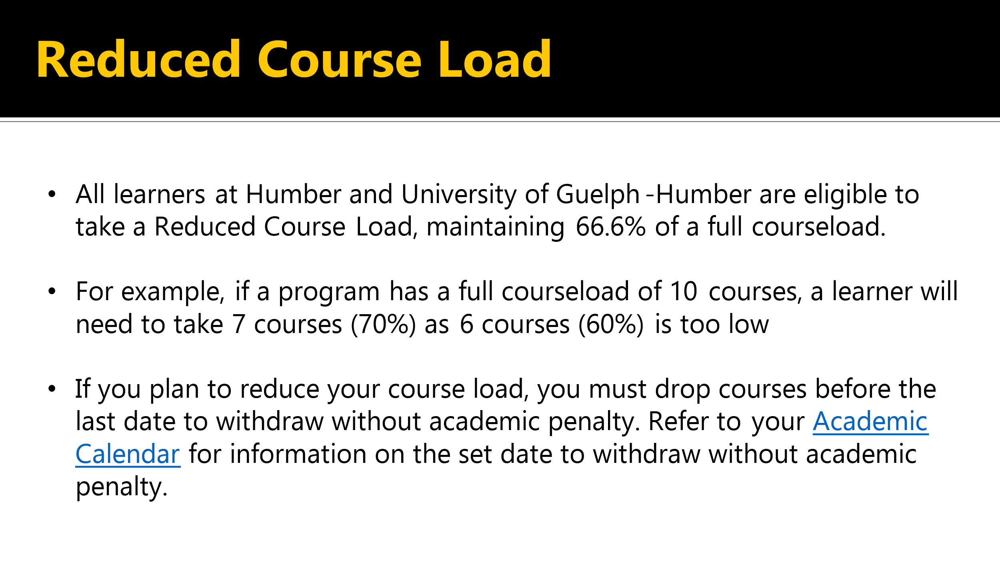 Reduced Course Load
• All learners at Humber and University of Guelph-Humber are eligible to
take a Reduced Course Load, maintaining 66.6% of a full courseload.
• For example, if a program has a full courseload of 10 courses, a learner will
need to take 7 courses (70%) as 6 courses (60%) is too low
• If you plan to reduce your course load, you must drop courses before the
last date to withdraw without academic penalty. Refer to your Academic
Calendar for information on the set date to withdraw without academic
penalty.